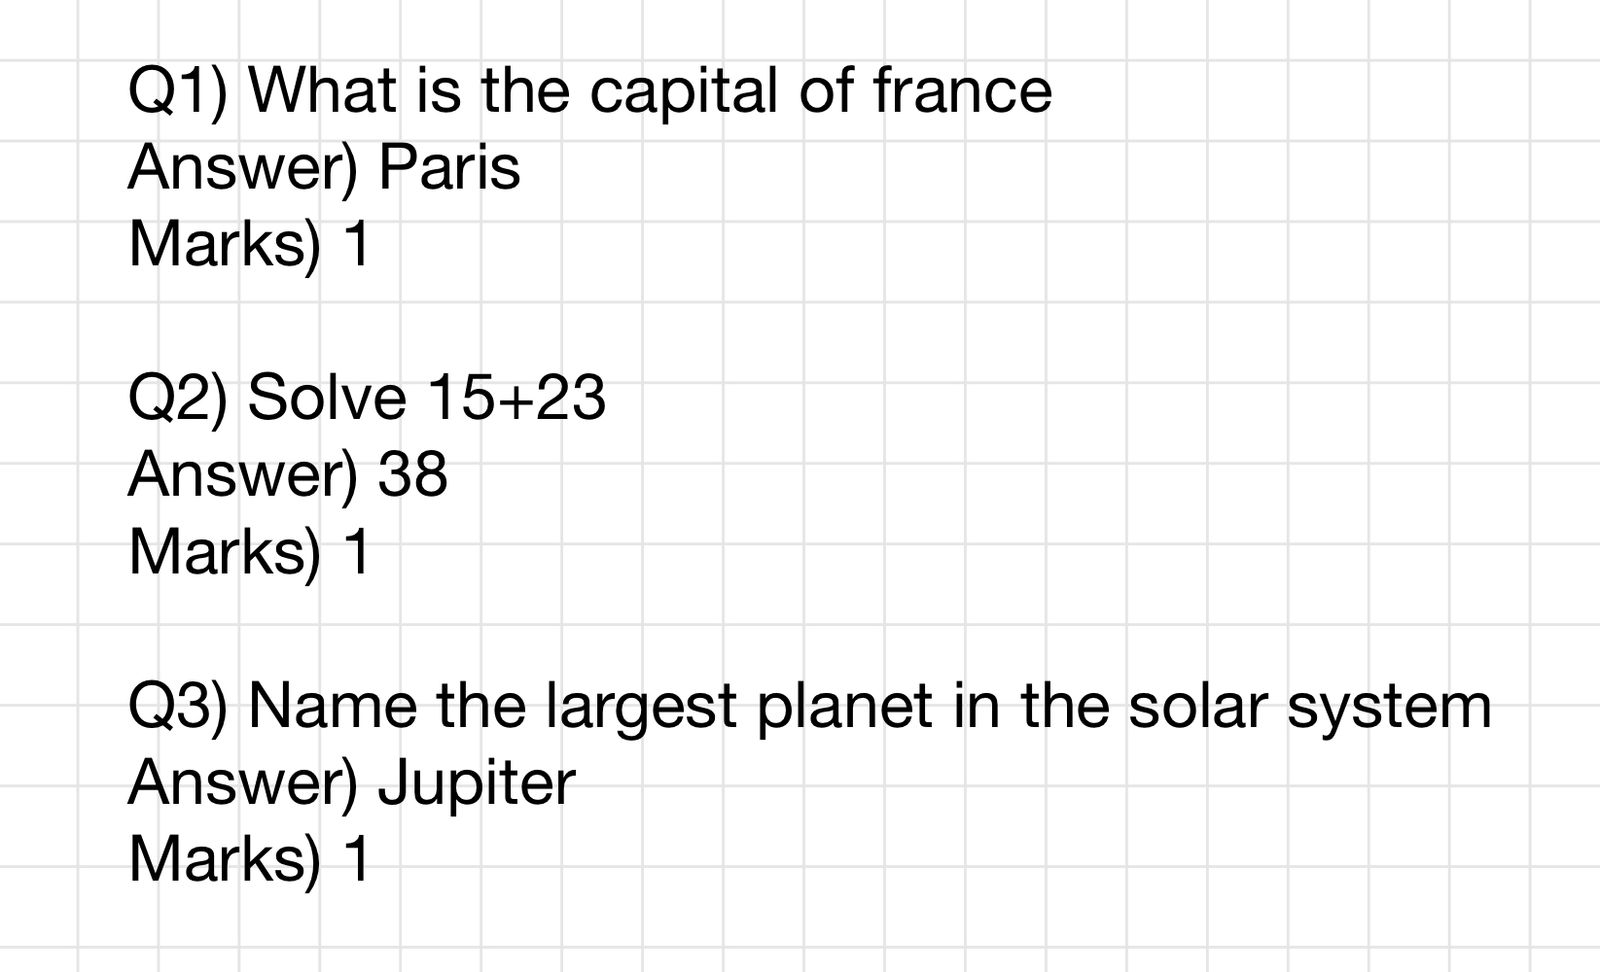 Q1) What is the capital of france
Answer) Paris
Marks) 1
Q2) Solve 15+23
Answer) 38
Marks) 1
Q3) Name the largest planet in the solar system
Answer) Jupiter
Marks) 1